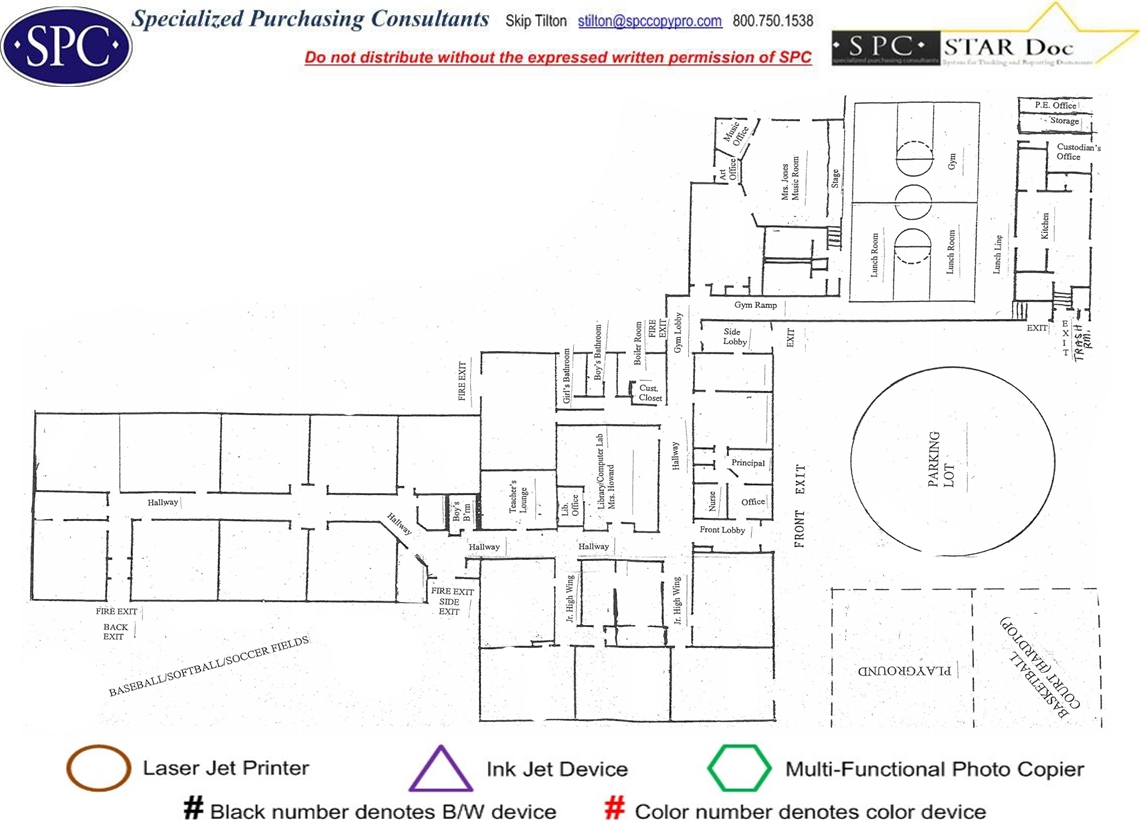 SPC
Specialized Purchasing Consultants Skip Tilton stilton@spccopypro.com 800.750.1538
Do not distribute without the expressed written permission of SPC
SPC STAR Doc
specialized purchasing consultants System for Tracking and Reporting Documents
P.E. Office
Storage
Custodian's
Office
Music
Office
Art
Office
Mrs. Jones
Music Room
Stage
Gym
Lunch Room
Lunch Room
Lunch Line
Kitchen
Gym Ramp
EXIT
EXIT
TRASH
RM.
Gym Lobby
Side
Lobby
EXIT
FIRE
EXIT
Boiler Room
Boy's Bathroom
Girl's Bathroom
Cust.
Closet
FIRE EXIT
Hallway
Library/Computer Lab
Mrs. Howard
Lib.
Office
Teacher's
Lounge
Boy's
B'rm
Principal
Nurse
Office
Front Lobby
FRONT EXIT
PARKING
LOT
Hallway
Hallway
Hallway
Hallway
FIRE EXIT
SIDE
EXIT
FIRE EXIT
BACK
EXIT
Jr. High Wing
Jr. High Wing
BASEBALL/SOFTBALL/SOCCER FIELDS
PLAYGROUND
BASKETBALL
COURT (HARDTOP)
Laser Jet Printer
Ink Jet Device
Multi-Functional Photo Copier
# Black number denotes B/W device
# Color number denotes color device